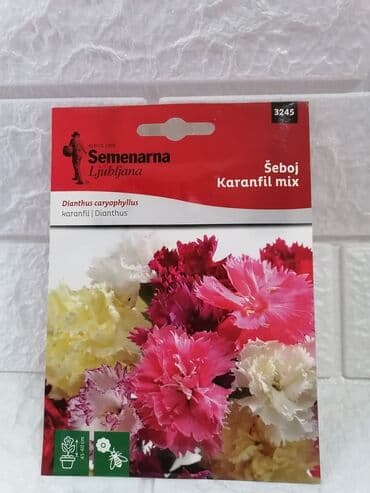 3245
Semenarna
Ljubljana
Šeboj
Karanfil mix
Dianthus caryophyllus
karanfil | Dianthus